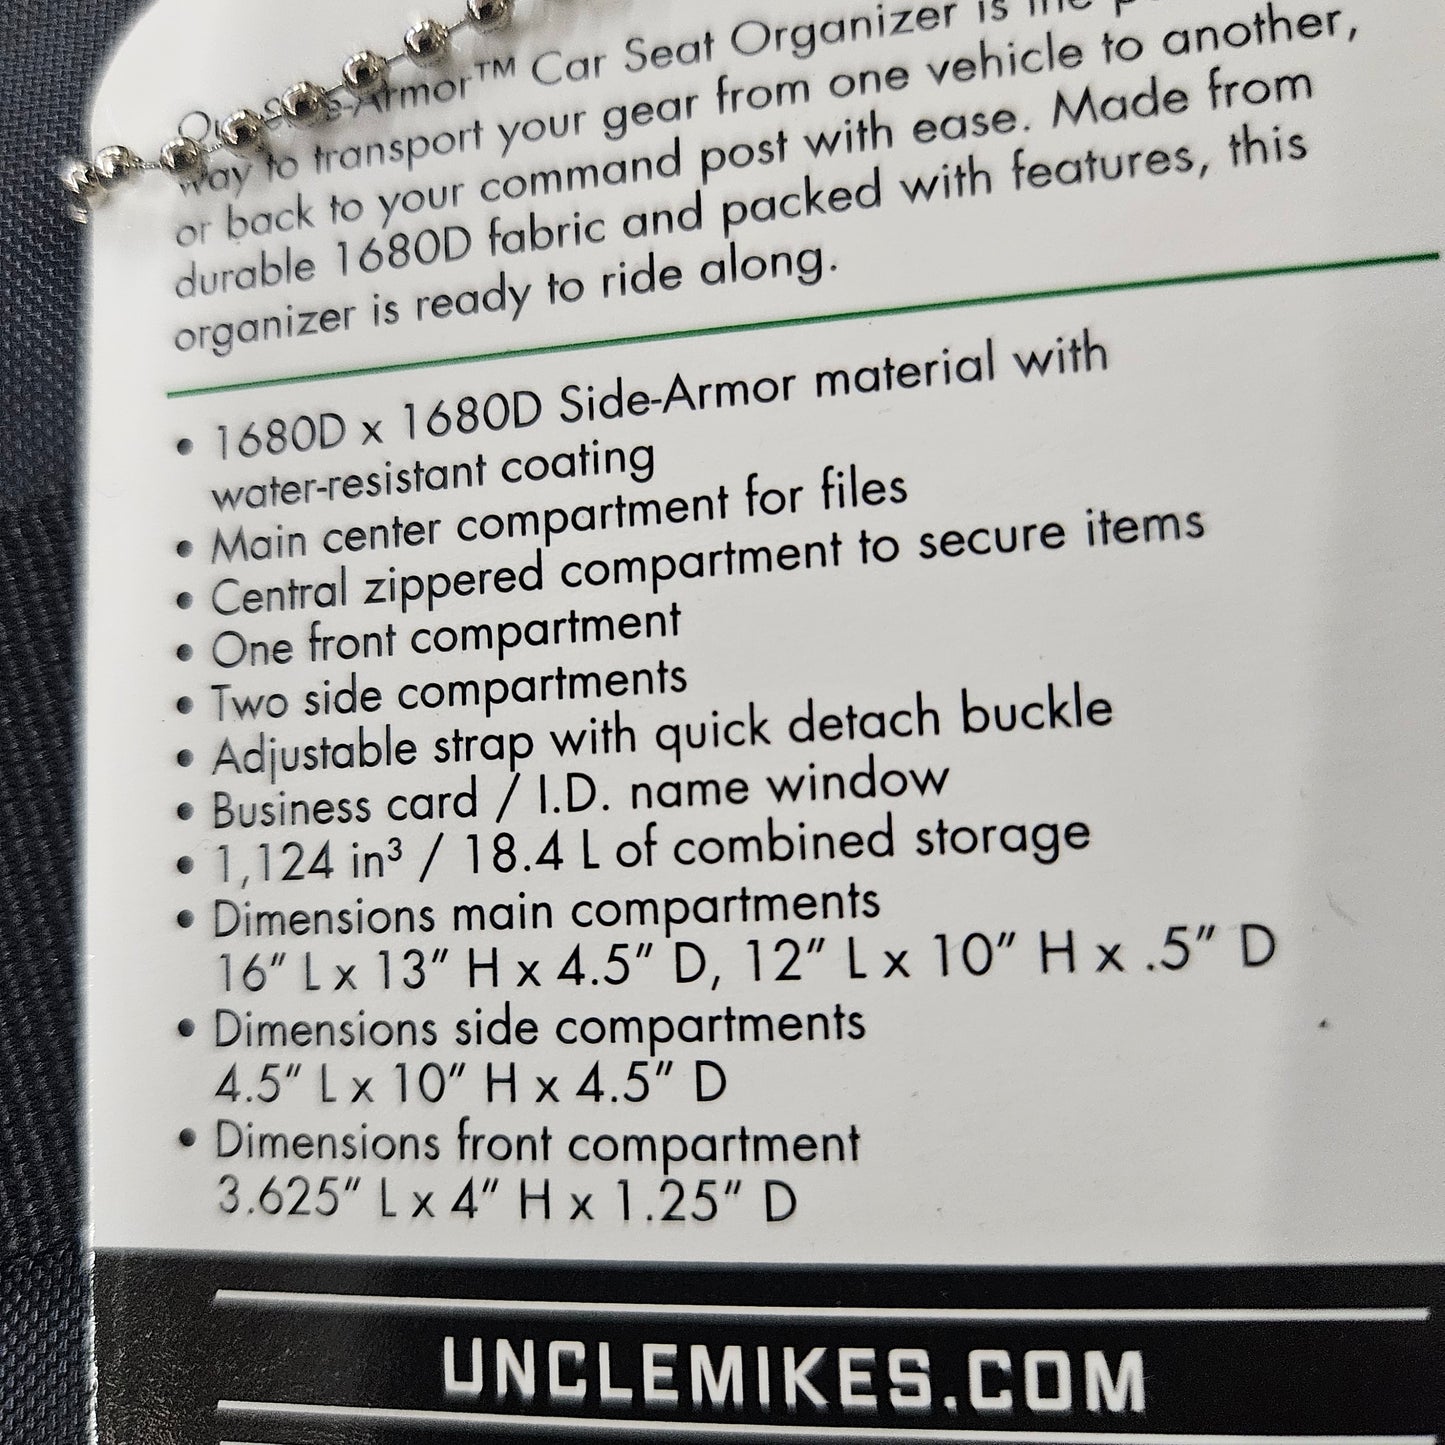 Our Side-Armor™ Car Seat Organizer is the
way to transport your gear from one vehicle to another,
or back to your command post with ease. Made from
durable 1680D fabric and packed with features, this
organizer is ready to ride along.
• 1680D x 1680D Side-Armor material with
water-resistant coating
• Main center compartment for files
• Central zippered compartment to secure items
• One front compartment
• Two side compartments
• Adjustable strap with quick detach buckle
• Business card / I.D. name window
• 1,124 in³ / 18.4 L of combined storage
• Dimensions main compartments
16" L x 13" H x 4.5" D, 12" L x 10" H x .5" D
• Dimensions side compartments
4.5" L x 10" H x 4.5" D
• Dimensions front compartment
3.625" L x 4" H x 1.25" D
UNCLEMIKES.COM